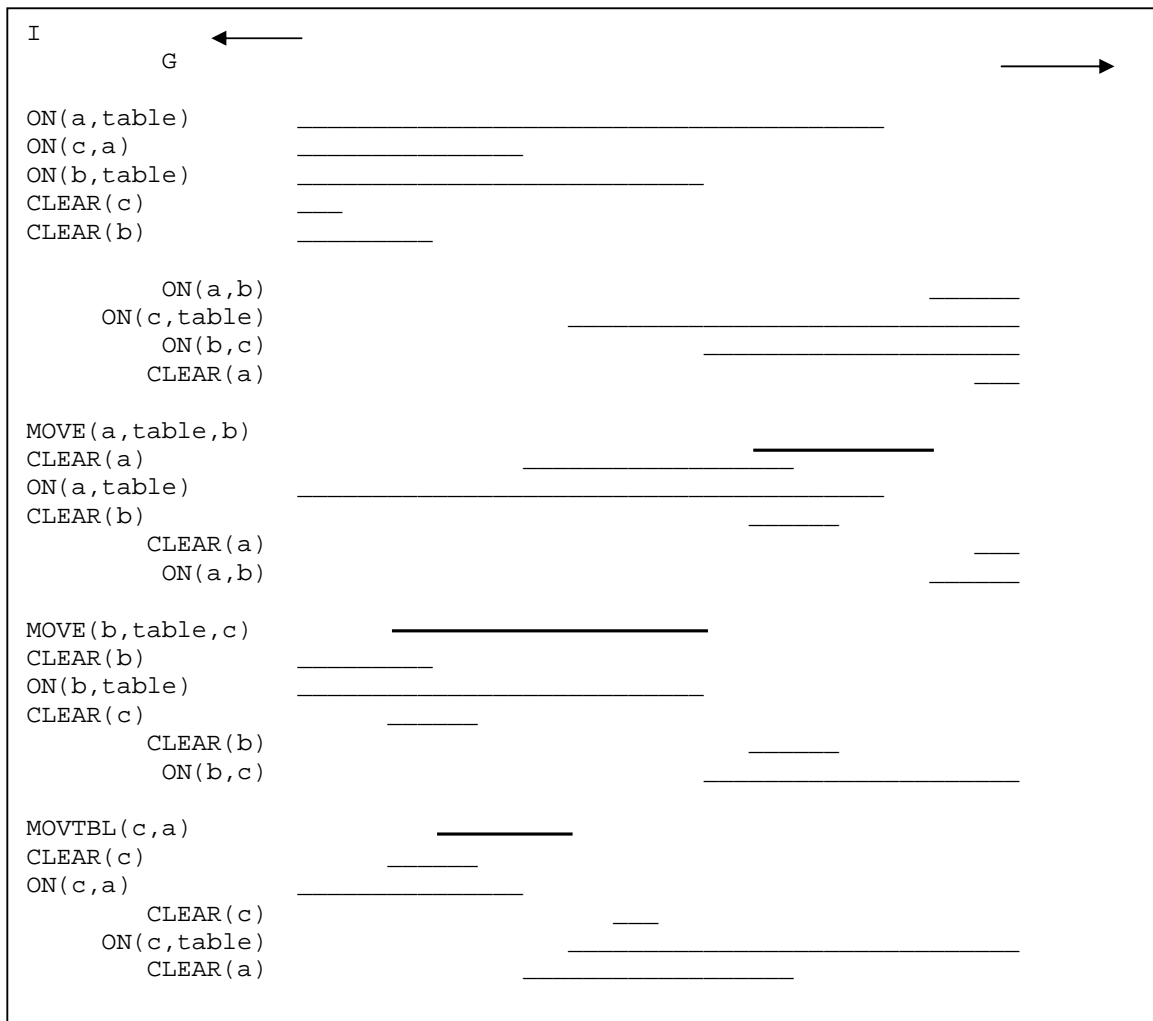 I
G
ON(a,table)
ON(c,a)
ON(b,table)
CLEAR(c)
CLEAR(b)
ON(a,b)
ON(c,table)
ON(b,c)
CLEAR(a)
MOVE(a,table,b)
CLEAR(a)
ON(a,table)
CLEAR(b)
CLEAR(a)
ON(a,b)
MOVE(b,table,c)
CLEAR(b)
ON(b,table)
CLEAR(c)
CLEAR(b)
ON(b,c)
MOVTBL(c,a)
CLEAR(c)
ON(c,a)
CLEAR(c)
ON(c,table)
CLEAR(a)